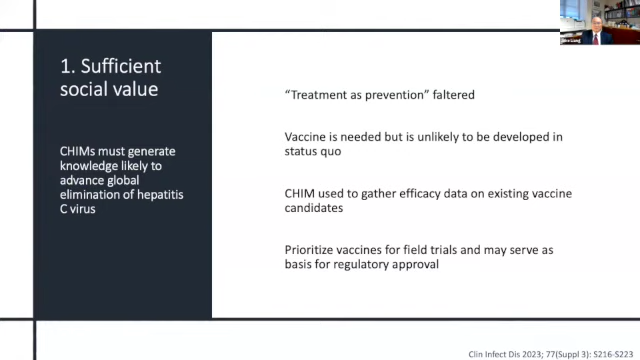 1. Sufficient
social value
CHIMs must generate
knowledge likely to
advance global
elimination of hepatitis
C virus
“Treatment as prevention” faltered
Vaccine is needed but is unlikely to be developed in
status quo
CHIM used to gather efficacy data on existing vaccine
candidates
Prioritize vaccines for field trials and may serve as
basis for regulatory approval
Clin Infect Dis 2023; 77(Suppl 3): S216-S223